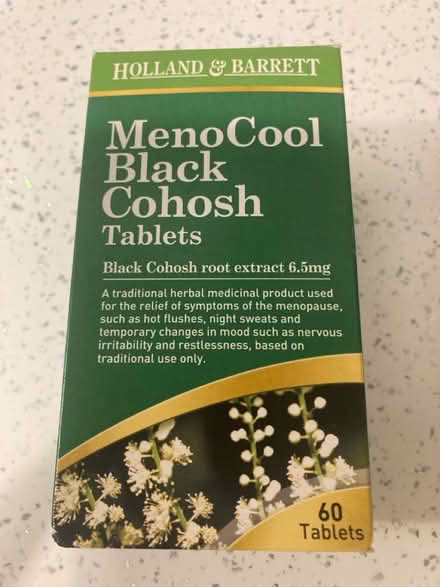 HOLLAND & BARRETT
MenoCool
Black
Cohosh
Tablets
Black Cohosh root extract 6.5mg
A traditional herbal medicinal product used
for the relief of symptoms of the menopause,
such as hot flushes, night sweats and
temporary changes in mood such as nervous
irritability and restlessness, based on
traditional use only.
60
Tablets